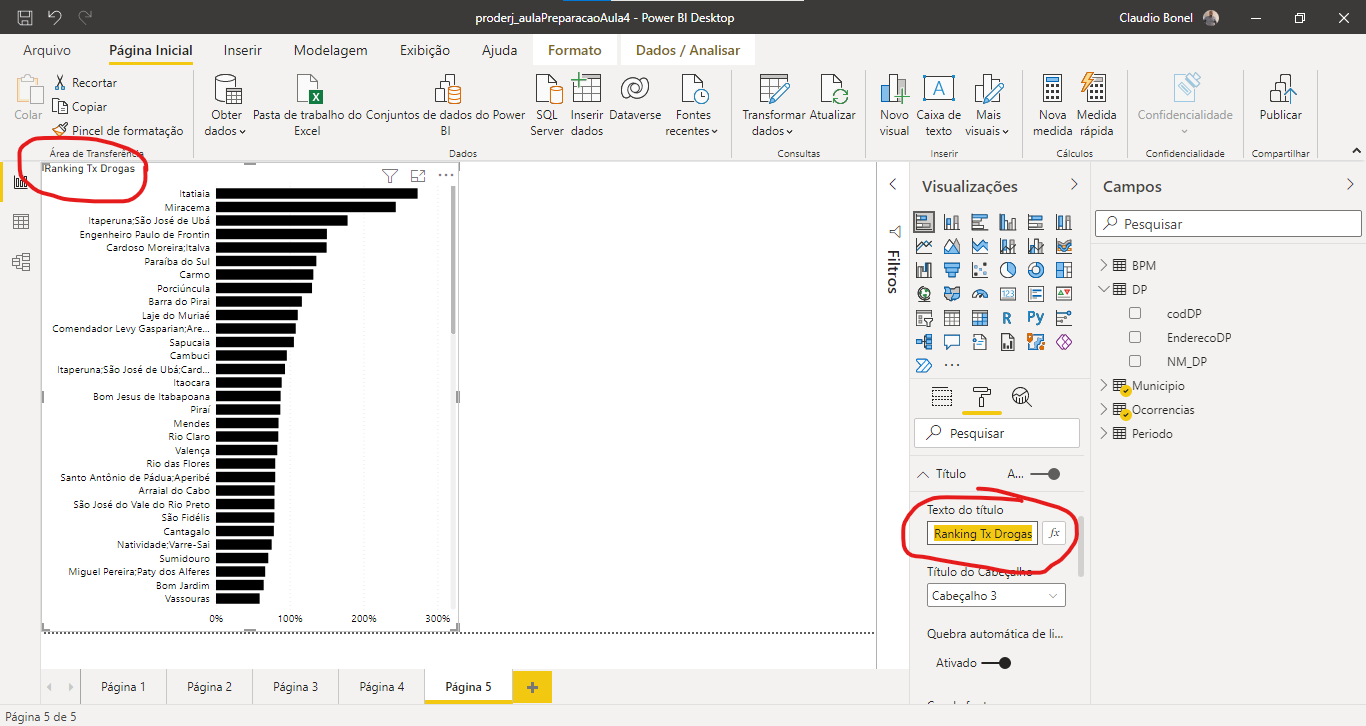 proderj_aulaPreparacaoAula4 - Power BI Desktop
Claudio Bonel
Arquivo
Página Inicial
Inserir
Modelagem
Exibição
Ajuda
Formato
Dados / Analisar
Colar
Recortar
Copiar
Pincel de formatação
Área de Transferência
Obter
dados
Pasta de trabalho do
Excel
Conjuntos de dados do Power
BI
SQL
Server
Inserir
dados
Dataverse
Fontes
recentes
Dados
Transformar
dados
Atualizar
Consultas
Novo
visual
Caixa de
texto
Mais
visuais
Inserir
Nova
medida
Medida
rápida
Cálculos
Confidencialidade
Confidencialidade
Publicar
Compartilhar
Ranking Tx Drogas
Itatiaia
Miracema
Itaperuna;São José de Ubá
Engenheiro Paulo de Frontin
Cardoso Moreira;Italva
Paraíba do Sul
Carmo
Porciúncula
Barra do Pirai
Laje do Muriaé
Comendador Levy Gasparian;Are...
Sapucaia
Cambuci
Itaperuna;São José de Ubá;Card...
Itaocara
Bom Jesus de Itabapoana
Piraí
Mendes
Rio Claro
Valença
Rio das Flores
Santo Antônio de Pádua;Aperibé
Arraial do Cabo
São José do Vale do Rio Preto
São Fidélis
Cantagalo
Natividade;Varre-Sai
Sumidouro
Miguel Pereira;Paty dos Alferes
Bom Jardim
Vassouras
0%
100%
200%
300%
Filtros
Visualizações
R
Py
Pesquisar
Título
A...
Texto do título
Ranking Tx Drogas
fx
Título do Cabeçalho
Cabeçalho 3
Quebra automática de li...
Ativado
Campos
Pesquisar
BPM
DP
codDP
EnderecoDP
NM_DP
Municipio
Ocorrencias
Periodo
Página 1
Página 2
Página 3
Página 4
Página 5
Página 5 de 5